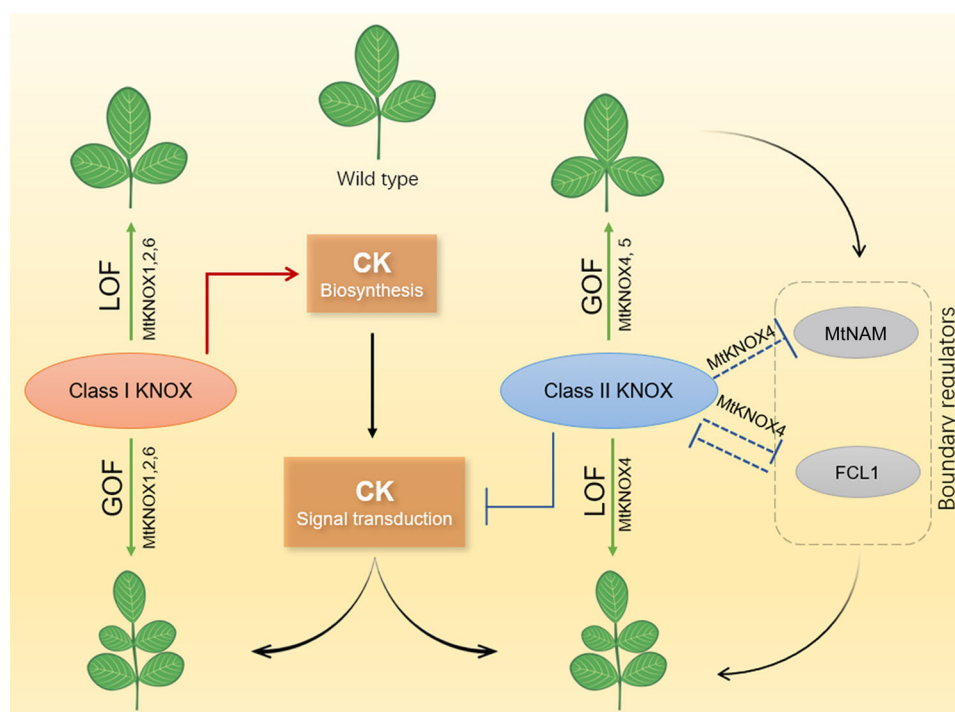 Wild type
LOF
MtKNOX1,2,6
CK
Biosynthesis
GOF
MtKNOX4, 5
Class I KNOX
Class II KNOX
MtKNOX4
MtNAM
MtKNOX4
FCL1
Boundary regulators
GOF
MtKNOX1,2,6
CK
Signal transduction
LOF
MtKNOX4